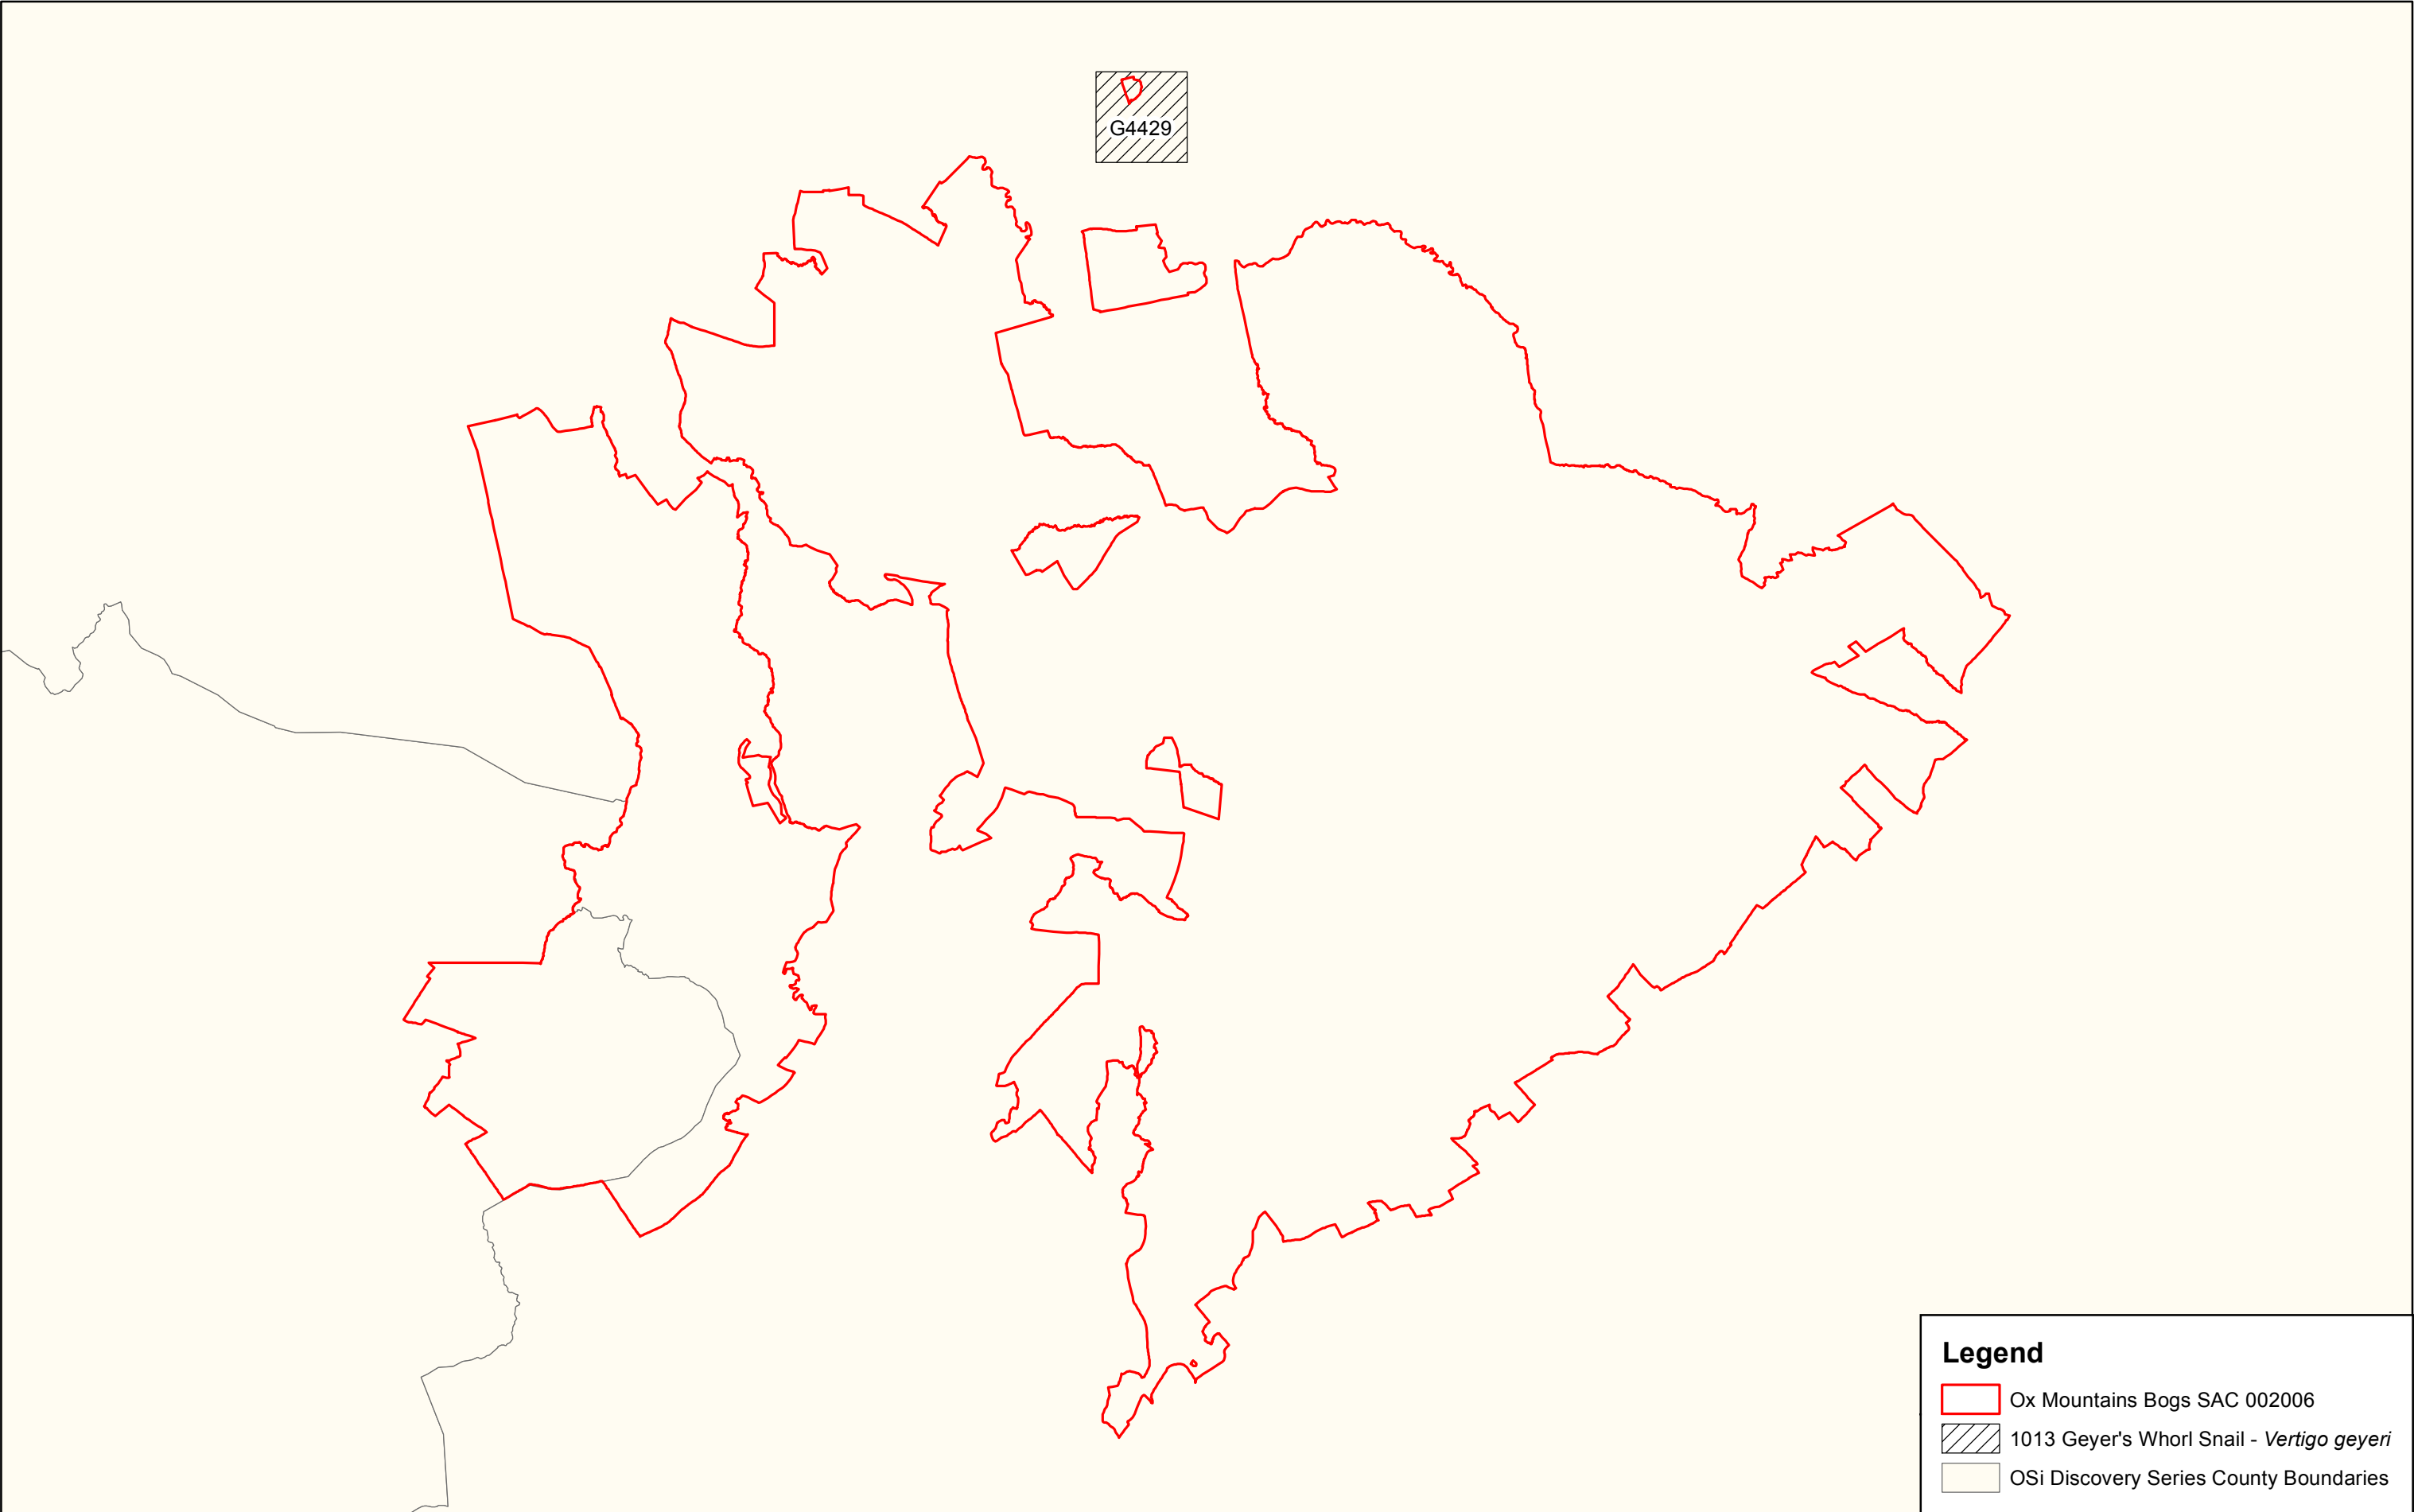 G4429
Legend
Ox Mountains Bogs SAC 002006
1013 Geyer's Whorl Snail - Vertigo geyeri
OSi Discovery Series County Boundaries